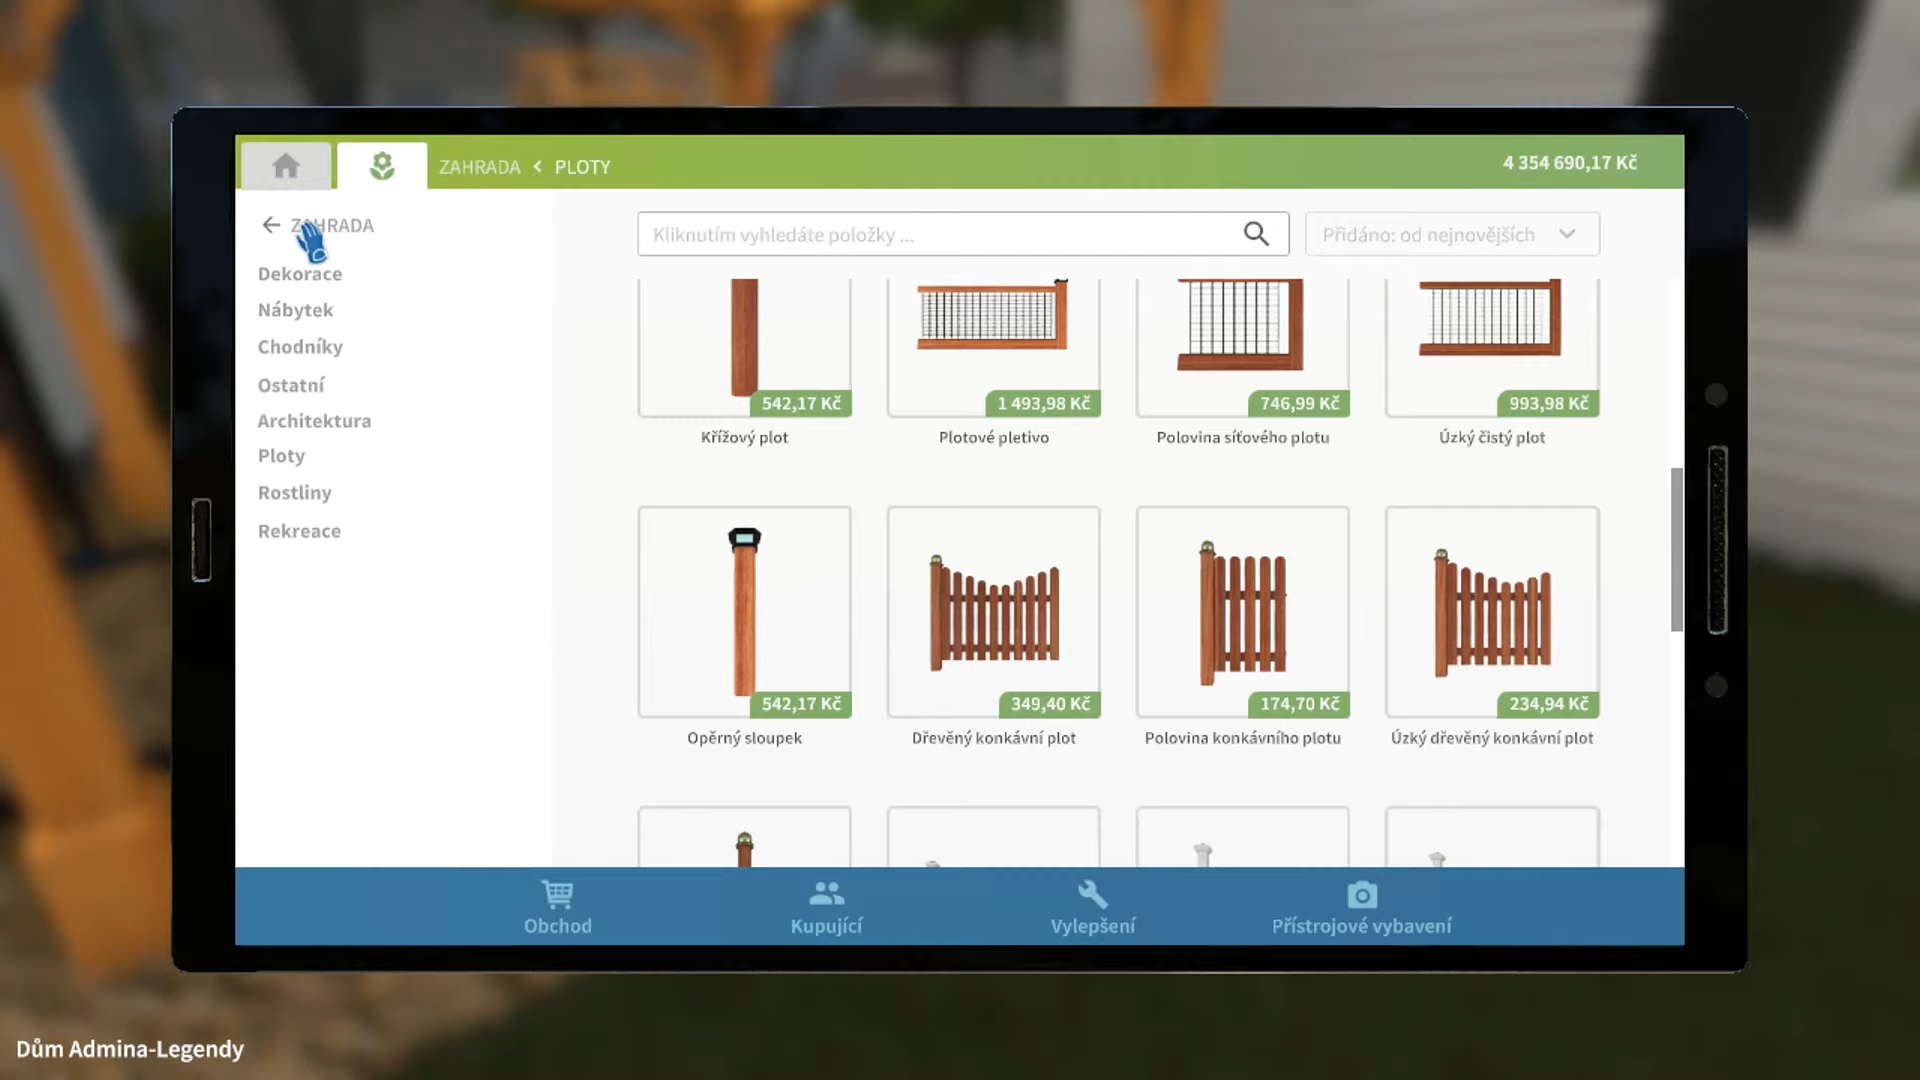 ZAHRADA < PLOTY
4 354 690,17 Kč
ZAHRADA
Dekorace
Nábytek
Chodníky
Ostatní
Architektura
Ploty
Rostliny
Rekreace
Kliknutím vyhledáte položky ...
Přidáno: od nejnovějších
542,17 Kč
1 493,98 Kč
746,99 Kč
993,98 Kč
Křížový plot
Plotové pletivo
Polovina síťového plotu
Úzký čistý plot
542,17 Kč
349,40 Kč
174,70 Kč
234,94 Kč
Opěrný sloupek
Dřevěný konkávní plot
Polovina konkávního plotu
Úzký dřevěný konkávní plot
Obchod
Kupující
Vylepšení
Přístrojové vybavení
Dům Admina-Legendy